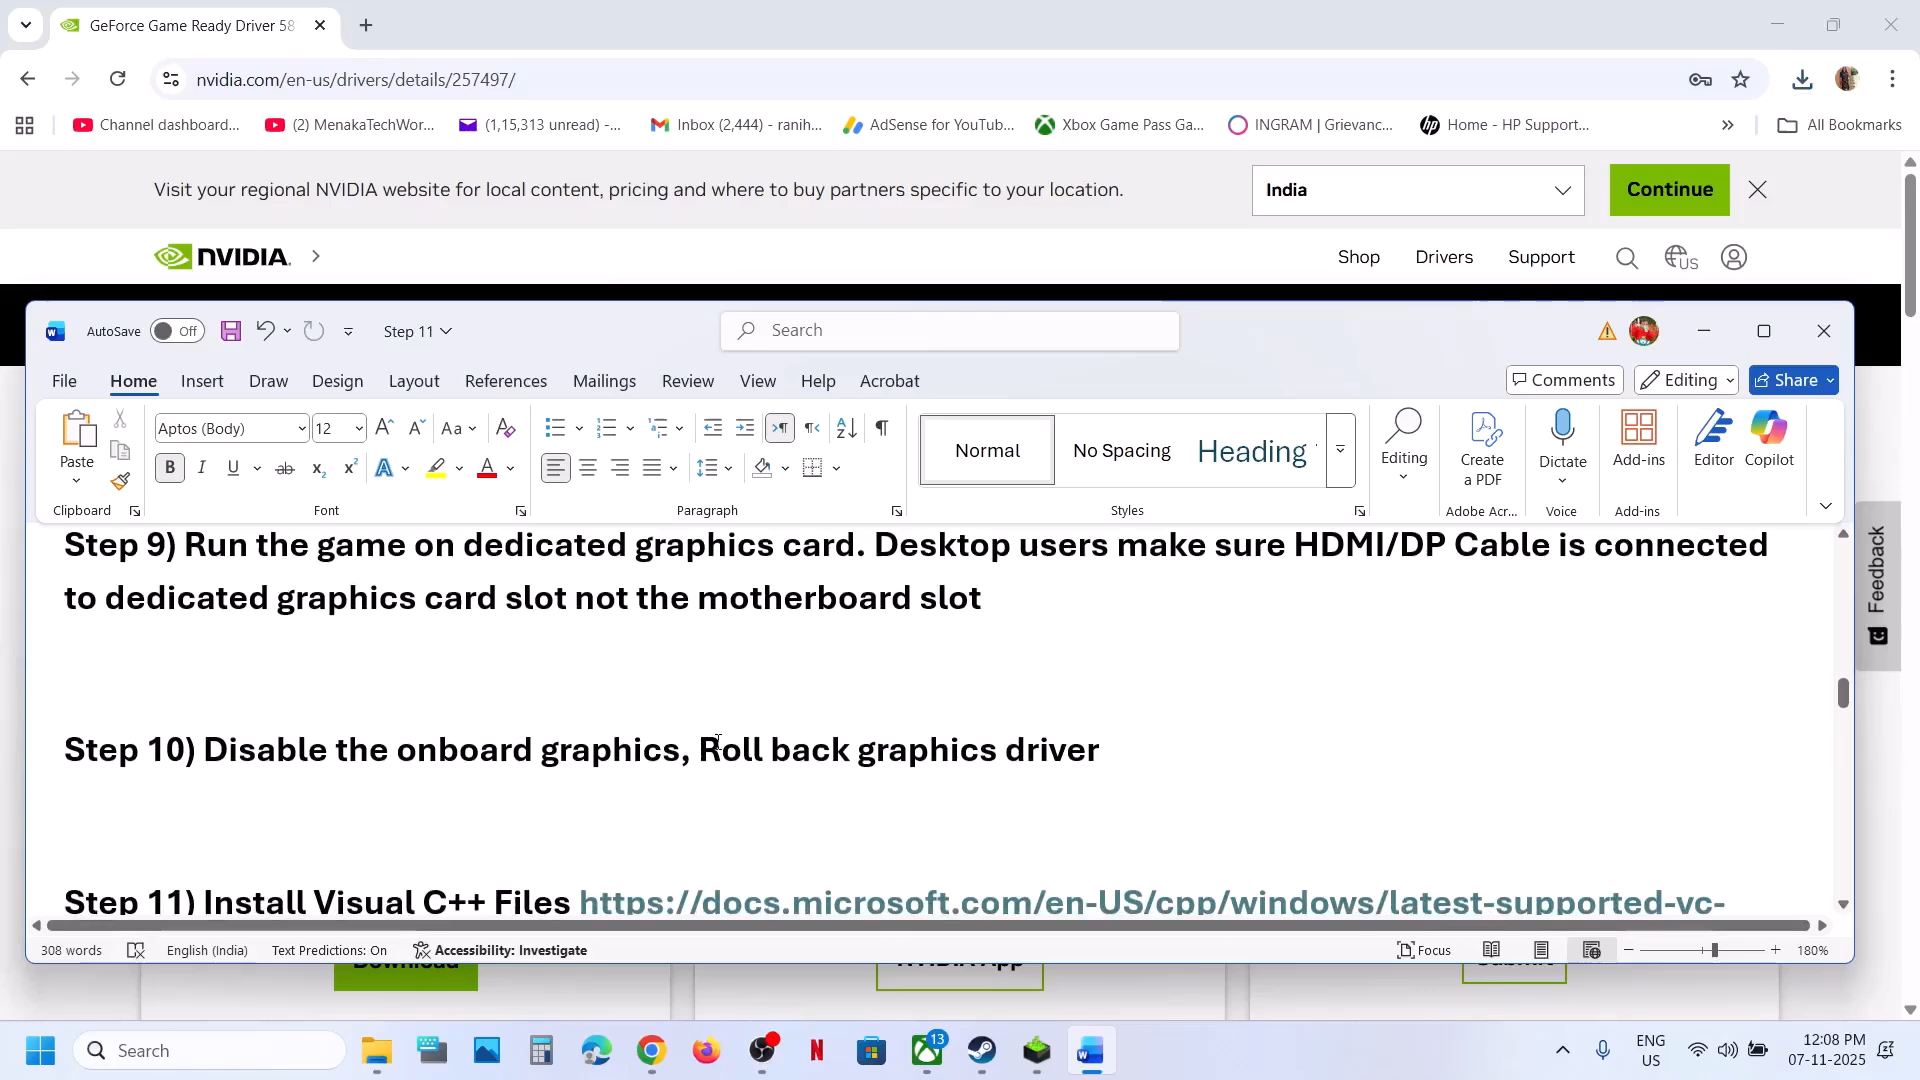 GeForce Game Ready Driver 58
nvidia.com/en-us/drivers/details/257497/
Channel dashboard...
(2) MenakaTechWor...
(1,15,313 unread) -...
Inbox (2,444) - ranih...
AdSense for YouTub...
Xbox Game Pass Ga...
INGRAM | Grievanc...
Home - HP Support...
All Bookmarks
Visit your regional NVIDIA website for local content, pricing and where to buy partners specific to your location.
India
Continue
NVIDIA.
Shop
Drivers
Support
US
AutoSave
Off
Step 11
Search
File
Home
Insert
Draw
Design
Layout
References
Mailings
Review
View
Help
Acrobat
Comments
Editing
Share
Paste
Clipboard
Aptos (Body)
12
Font
Paragraph
Normal
No Spacing
Heading
Styles
Editing
Create
a PDF
Adobe Acr...
Dictate
Voice
Add-ins
Add-ins
Editor
Copilot
Step 9) Run the game on dedicated graphics card. Desktop users make sure HDMI/DP Cable is connected
to dedicated graphics card slot not the motherboard slot
Step 10) Disable the onboard graphics, Roll back graphics driver
Step 11) Install Visual C++ Files https://docs.microsoft.com/en-US/cpp/windows/latest-supported-vc-
308 words
English (India)
Text Predictions: On
Accessibility: Investigate
Focus
180%
Download
NVIDIA App
Submit
Feedback
Search
13
ENG
US
12:08 PM
07-11-2025